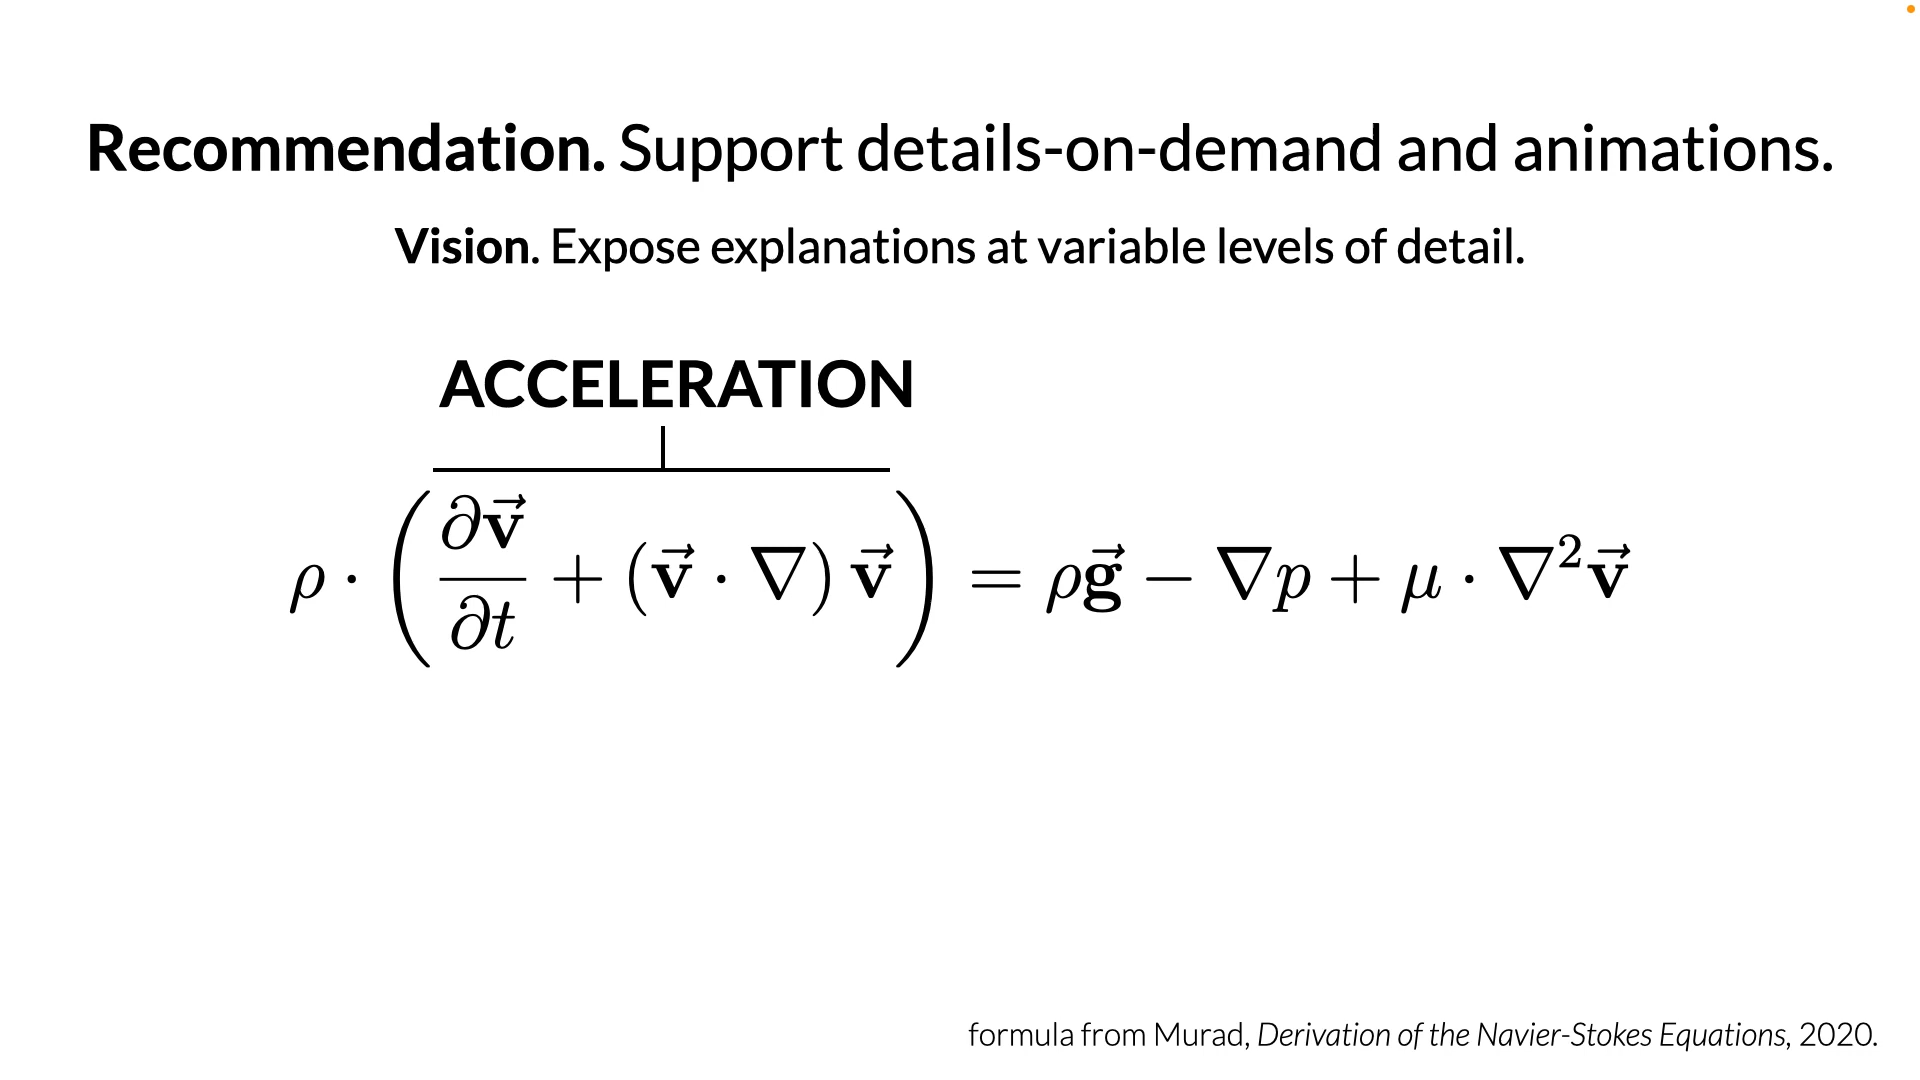 Recommendation. Support details-on-demand and animations.
Vision. Expose explanations at variable levels of detail.
ACCELERATION
ρ · ( ∂v⃗/∂t + (v⃗ · ∇) v⃗ ) = ρg⃗ − ∇p + μ · ∇²v⃗
formula from Murad, Derivation of the Navier-Stokes Equations, 2020.